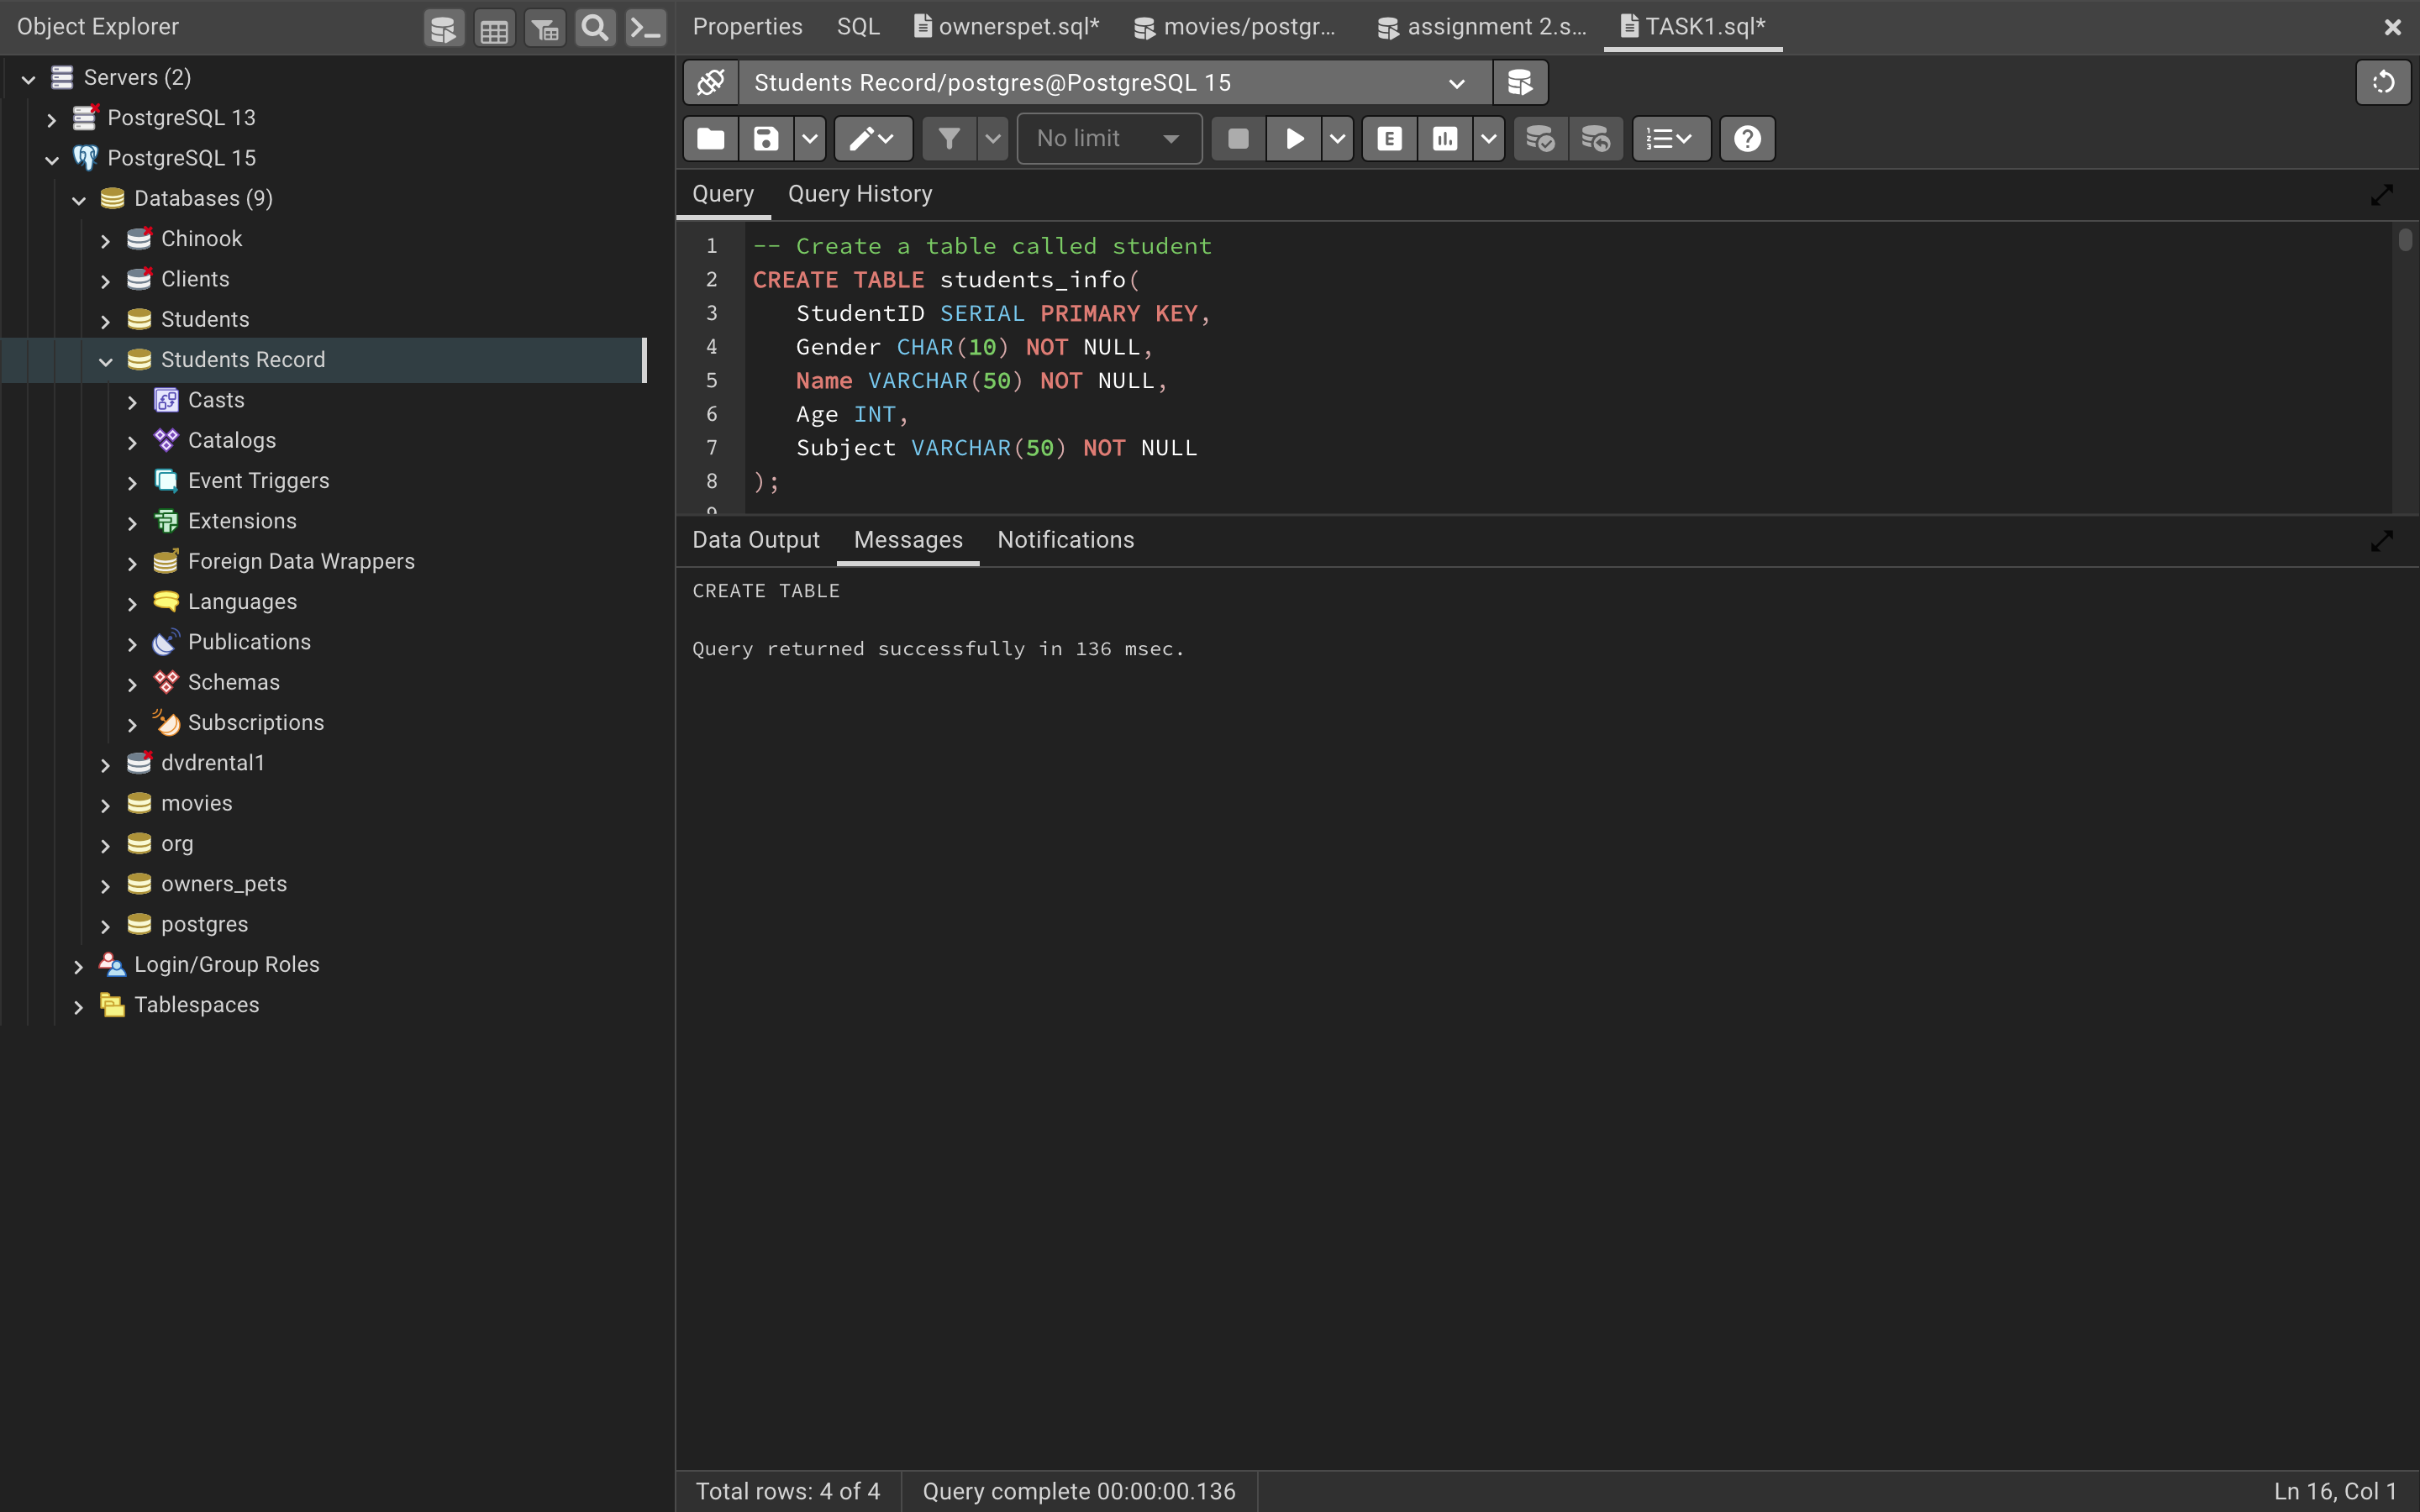 Object Explorer
Properties
SQL
ownerspet.sql*
movies/postgr...
assignment 2.s...
TASK1.sql*
Servers (2)
PostgreSQL 13
PostgreSQL 15
Databases (9)
Chinook
Clients
Students
Students Record
Casts
Catalogs
Event Triggers
Extensions
Foreign Data Wrappers
Languages
Publications
Schemas
Subscriptions
dvdrental1
movies
org
owners_pets
postgres
Login/Group Roles
Tablespaces
Students Record/postgres@PostgreSQL 15
No limit
E
Query
Query History
1 -- Create a table called student
2 CREATE TABLE students_info(
3 StudentID SERIAL PRIMARY KEY,
4 Gender CHAR(10) NOT NULL,
5 Name VARCHAR(50) NOT NULL,
6 Age INT,
7 Subject VARCHAR(50) NOT NULL
8 );
Data Output
Messages
Notifications
CREATE TABLE
Query returned successfully in 136 msec.
Total rows: 4 of 4
Query complete 00:00:00.136
Ln 16, Col 1